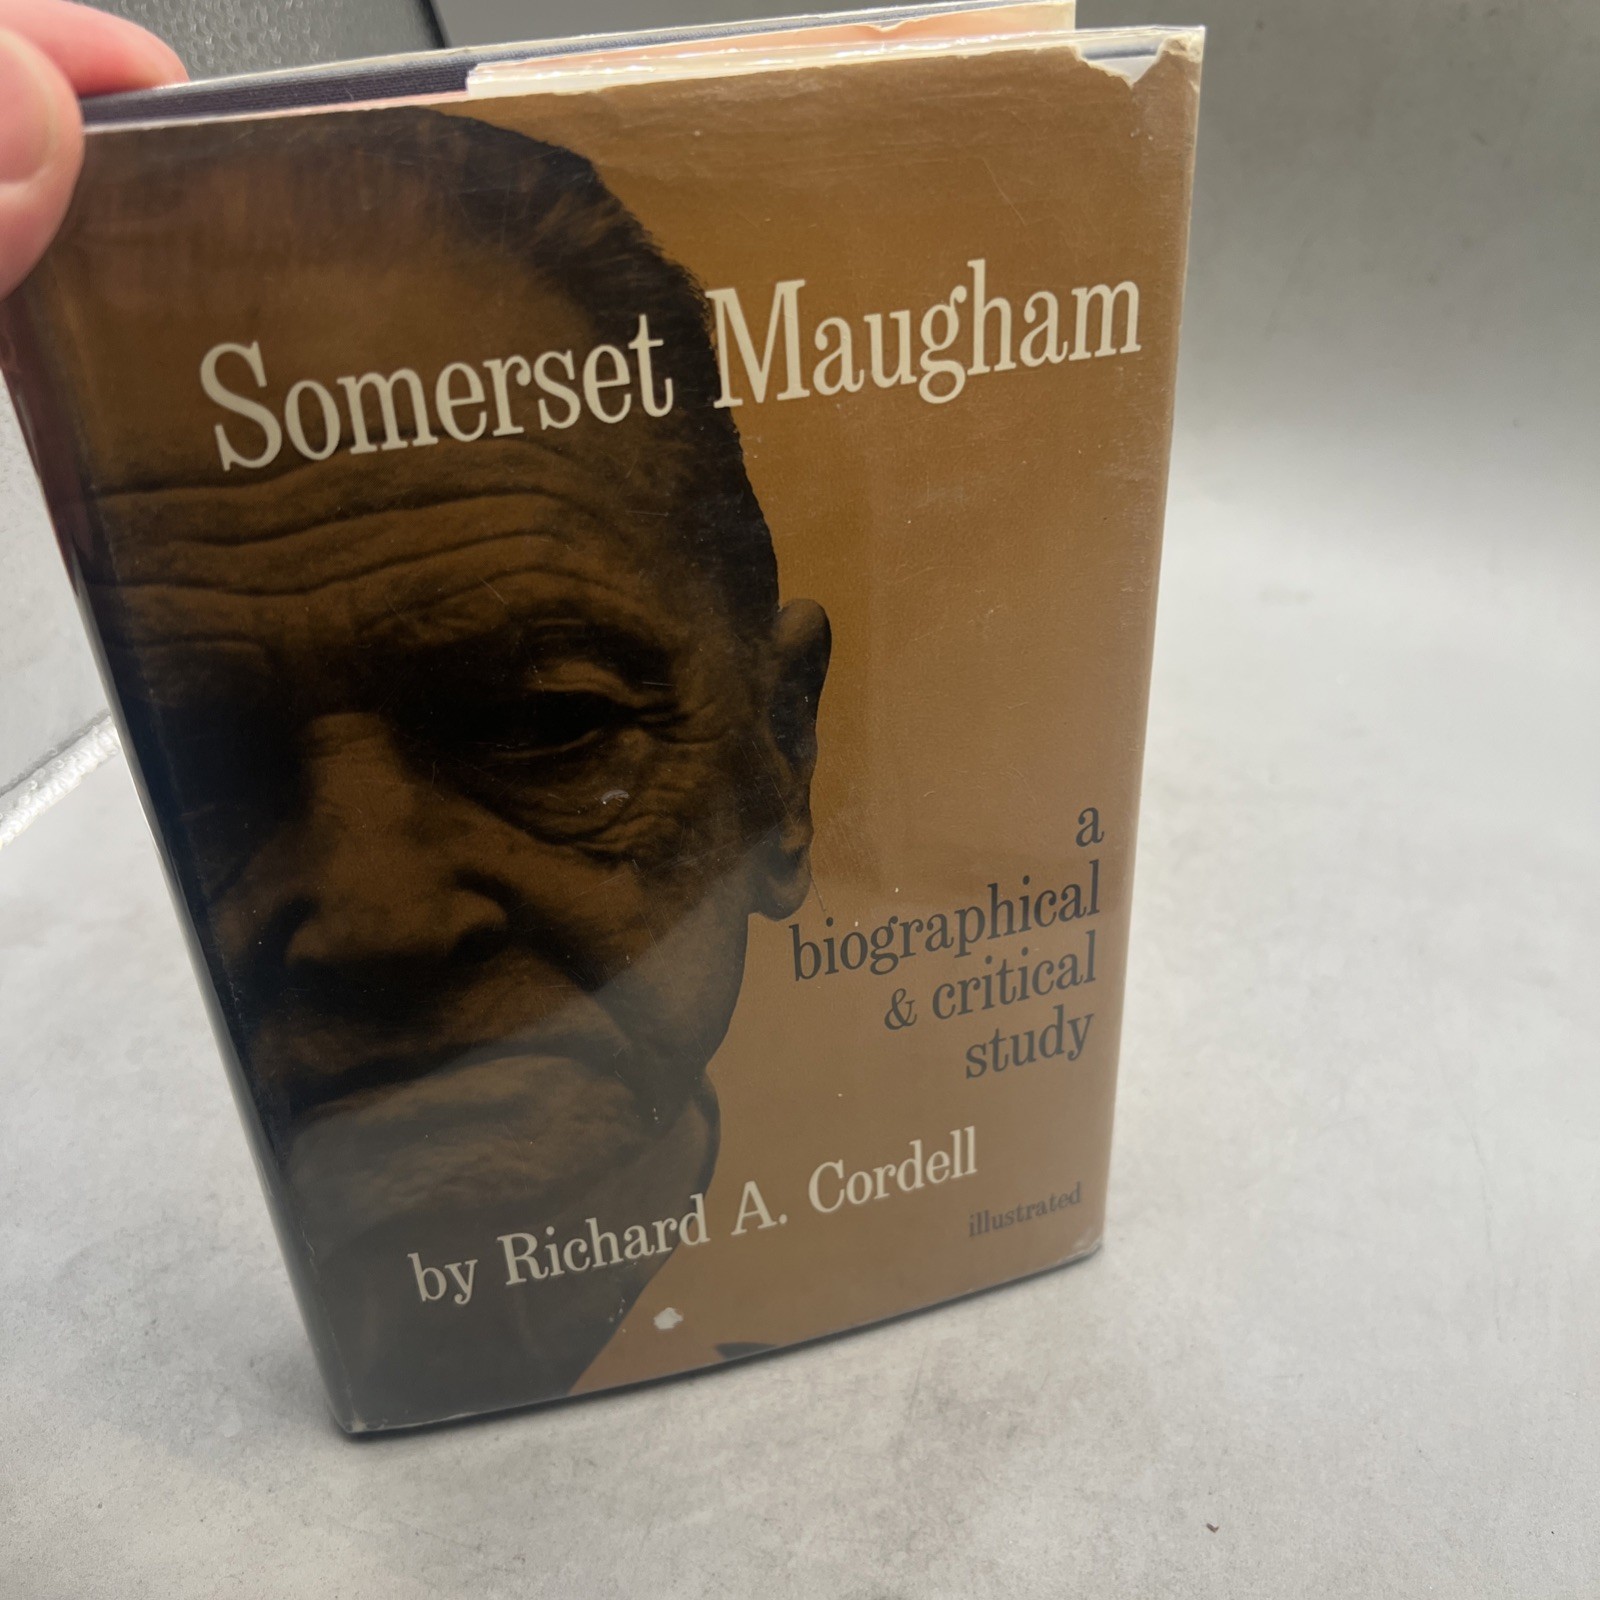 Somerset Maugham
a
biographical
& critical
study
by Richard A. Cordell
illustrated